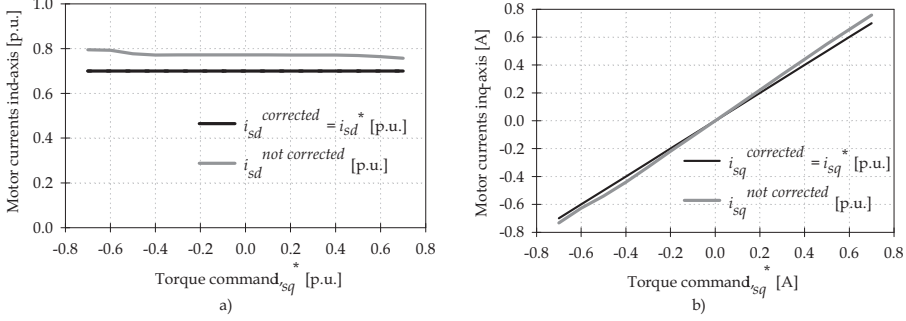 Motor currents ind-axis [p.u.]
1.0
0.8
0.6
0.4
0.2
0.0
i_sd^corrected = i_sd^* [p.u.]
i_sd^not corrected [p.u.]
-0.8 -0.6 -0.4 -0.2 0.0 0.2 0.4 0.6 0.8
Torque command, i_sq^* [p.u.]
a)
Motor currents inq-axis [A]
0.8
0.6
0.4
0.2
0.0
-0.2
-0.4
-0.6
-0.8
i_sq^corrected = i_sq^* [p.u.]
i_sq^not corrected [p.u.]
-0.8 -0.6 -0.4 -0.2 0.0 0.2 0.4 0.6 0.8
Torque command, i_sq^* [A]
b)